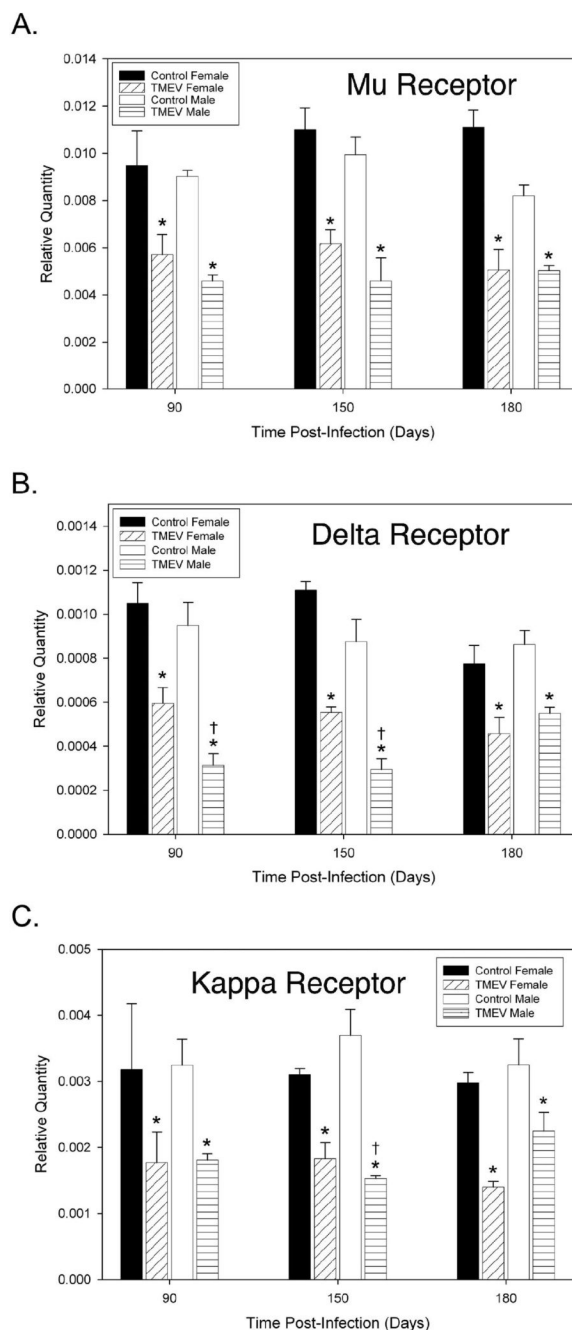 A.
Mu Receptor
Control Female
TMEV Female
Control Male
TMEV Male
Relative Quantity
0.014
0.012
0.010
0.008
0.006
0.004
0.002
0.000
* * * * * *
90 150 180
Time Post-Infection (Days)
B.
Delta Receptor
Control Female
TMEV Female
Control Male
TMEV Male
Relative Quantity
0.0014
0.0012
0.0010
0.0008
0.0006
0.0004
0.0002
0.0000
† †
* * * * * *
90 150 180
Time Post-Infection (Days)
C.
Kappa Receptor
Control Female
TMEV Female
Control Male
TMEV Male
Relative Quantity
0.005
0.004
0.003
0.002
0.001
0.000
†
* * * * * *
90 150 180
Time Post-Infection (Days)